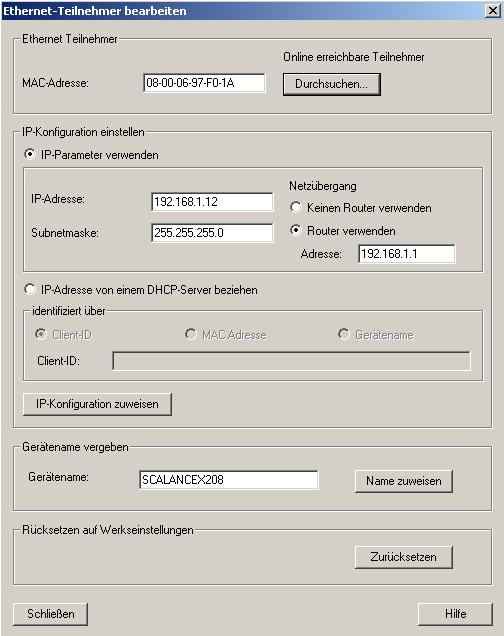 Ethernet-Teilnehmer bearbeiten
Ethernet Teilnehmer
Online erreichbare Teilnehmer
MAC-Adresse:
08-00-06-97-F0-1A
Durchsuchen...
IP-Konfiguration einstellen
IP-Parameter verwenden
Netzübergang
IP-Adresse:
192.168.1.12
Keinen Router verwenden
Subnetmaske:
255.255.255.0
Router verwenden
Adresse:
192.168.1.1
IP-Adresse von einem DHCP-Server beziehen
identifiziert über
Client-ID
MAC Adresse
Gerätename
Client-ID:
IP-Konfiguration zuweisen
Gerätename vergeben
Gerätename:
SCALANCEX208
Name zuweisen
Rücksetzen auf Werkseinstellungen
Zurücksetzen
Schließen
Hilfe